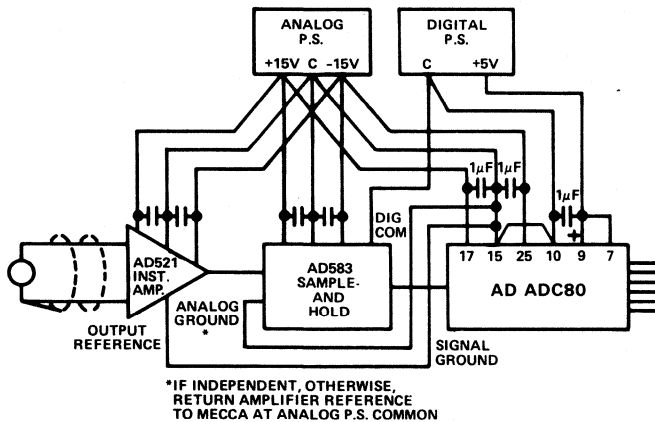 ANALOG
P.S.
+15V C -15V
DIGITAL
P.S.
C +5V
1µF 1µF
1µF
DIG
COM
+
17 15 25 10 9 7
AD521
INST.
AMP.
AD583
SAMPLE-
AND
HOLD
AD ADC80
ANALOG
GROUND
*
OUTPUT
REFERENCE
SIGNAL
GROUND
*IF INDEPENDENT, OTHERWISE,
RETURN AMPLIFIER REFERENCE
TO MECCA AT ANALOG P.S. COMMON